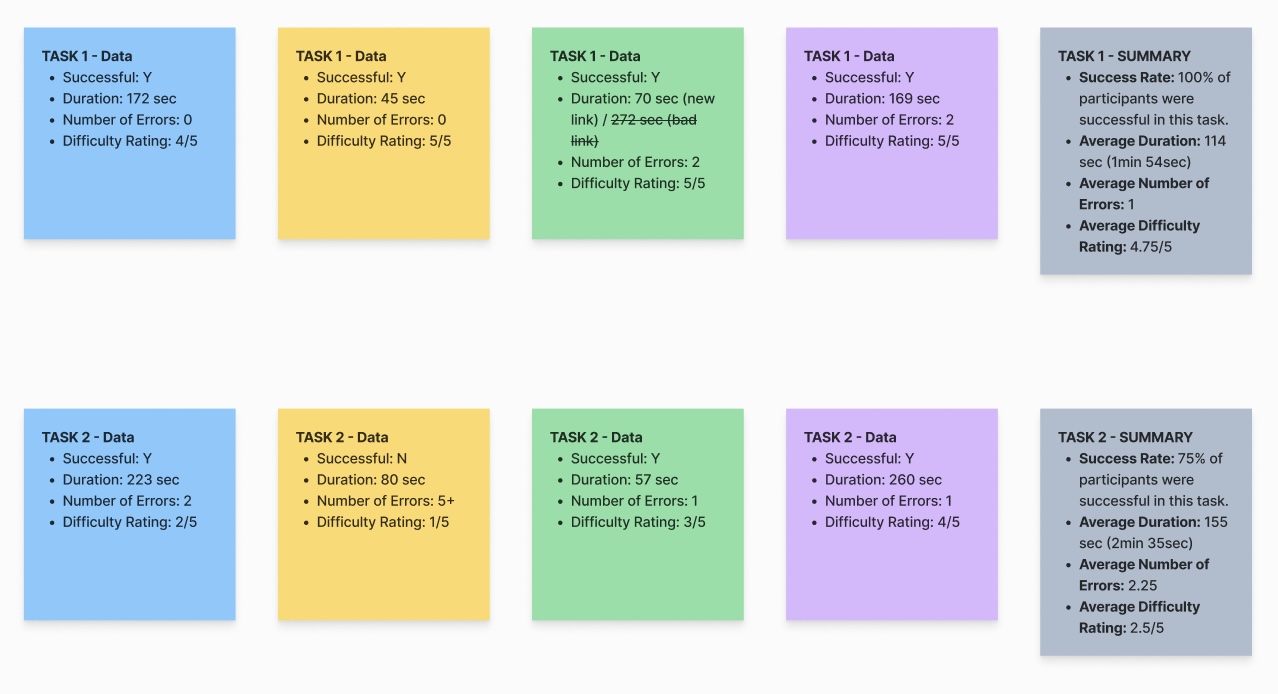 TASK 1 - Data
• Successful: Y
• Duration: 172 sec
• Number of Errors: 0
• Difficulty Rating: 4/5
TASK 1 - Data
• Successful: Y
• Duration: 45 sec
• Number of Errors: 0
• Difficulty Rating: 5/5
TASK 1 - Data
• Successful: Y
• Duration: 70 sec (new
link) / 272 sec (bad
link)
• Number of Errors: 2
• Difficulty Rating: 5/5
TASK 1 - Data
• Successful: Y
• Duration: 169 sec
• Number of Errors: 2
• Difficulty Rating: 5/5
TASK 1 - SUMMARY
• Success Rate: 100% of
participants were
successful in this task.
• Average Duration: 114
sec (1min 54sec)
• Average Number of
Errors: 1
• Average Difficulty
Rating: 4.75/5
TASK 2 - Data
• Successful: Y
• Duration: 223 sec
• Number of Errors: 2
• Difficulty Rating: 2/5
TASK 2 - Data
• Successful: N
• Duration: 80 sec
• Number of Errors: 5+
• Difficulty Rating: 1/5
TASK 2 - Data
• Successful: Y
• Duration: 57 sec
• Number of Errors: 1
• Difficulty Rating: 3/5
TASK 2 - Data
• Successful: Y
• Duration: 260 sec
• Number of Errors: 1
• Difficulty Rating: 4/5
TASK 2 - SUMMARY
• Success Rate: 75% of
participants were
successful in this task.
• Average Duration: 155
sec (2min 35sec)
• Average Number of
Errors: 2.25
• Average Difficulty
Rating: 2.5/5